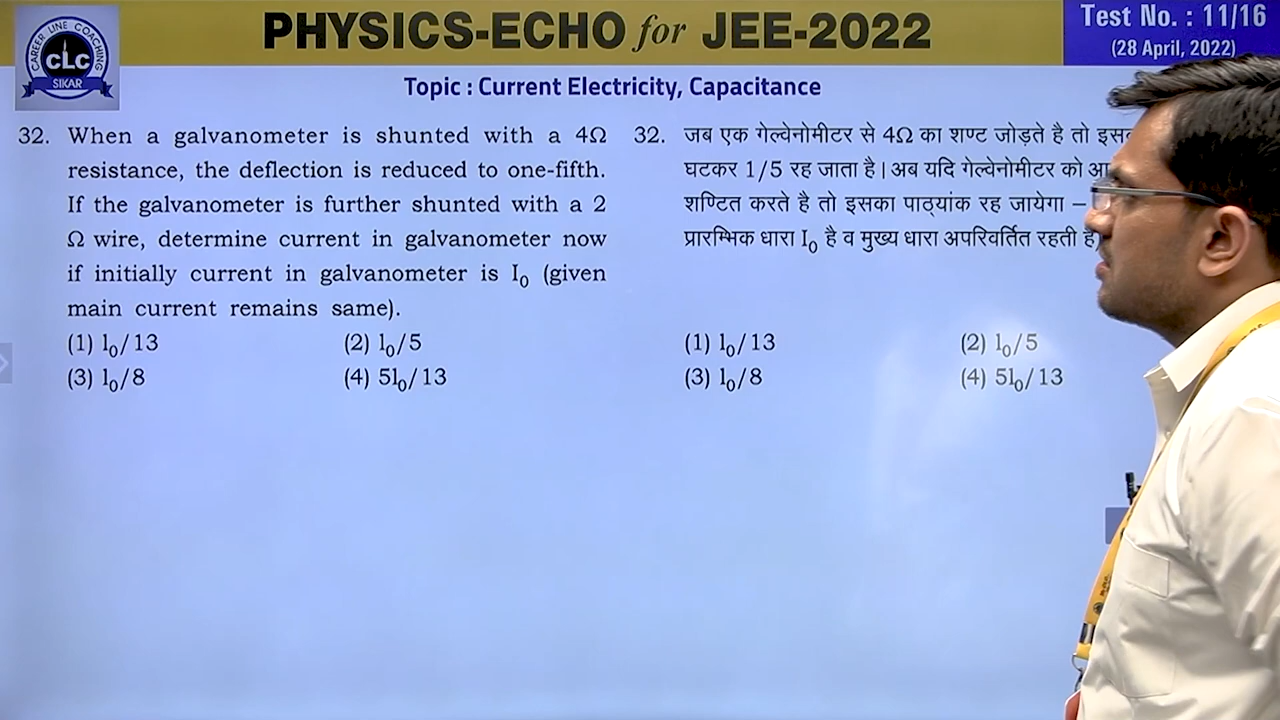 PHYSICS-ECHO for JEE-2022
Test No. : 11/16
(28 April, 2022)
CAREER LINE COACHING
CLC
SIKAR
Topic : Current Electricity, Capacitance
32. When a galvanometer is shunted with a 4Ω
resistance, the deflection is reduced to one-fifth.
If the galvanometer is further shunted with a 2
Ω wire, determine current in galvanometer now
if initially current in galvanometer is I₀ (given
main current remains same).
(1) I₀/13 (2) I₀/5
(3) I₀/8 (4) 5I₀/13
32. जब एक गेल्वेनोमीटर से 4Ω का शण्ट जोड़ते है तो
घटकर 1/5 रह जाता है। अब यदि गेल्वेनोमीटर को
शण्टित करते है तो इसका पाठ्यांक रह जायेगा –
प्रारम्भिक धारा I₀ है व मुख्य धारा अपरिवर्तित रहती है)
(1) I₀/13 (2) I₀/5
(3) I₀/8 (4) 5I₀/13